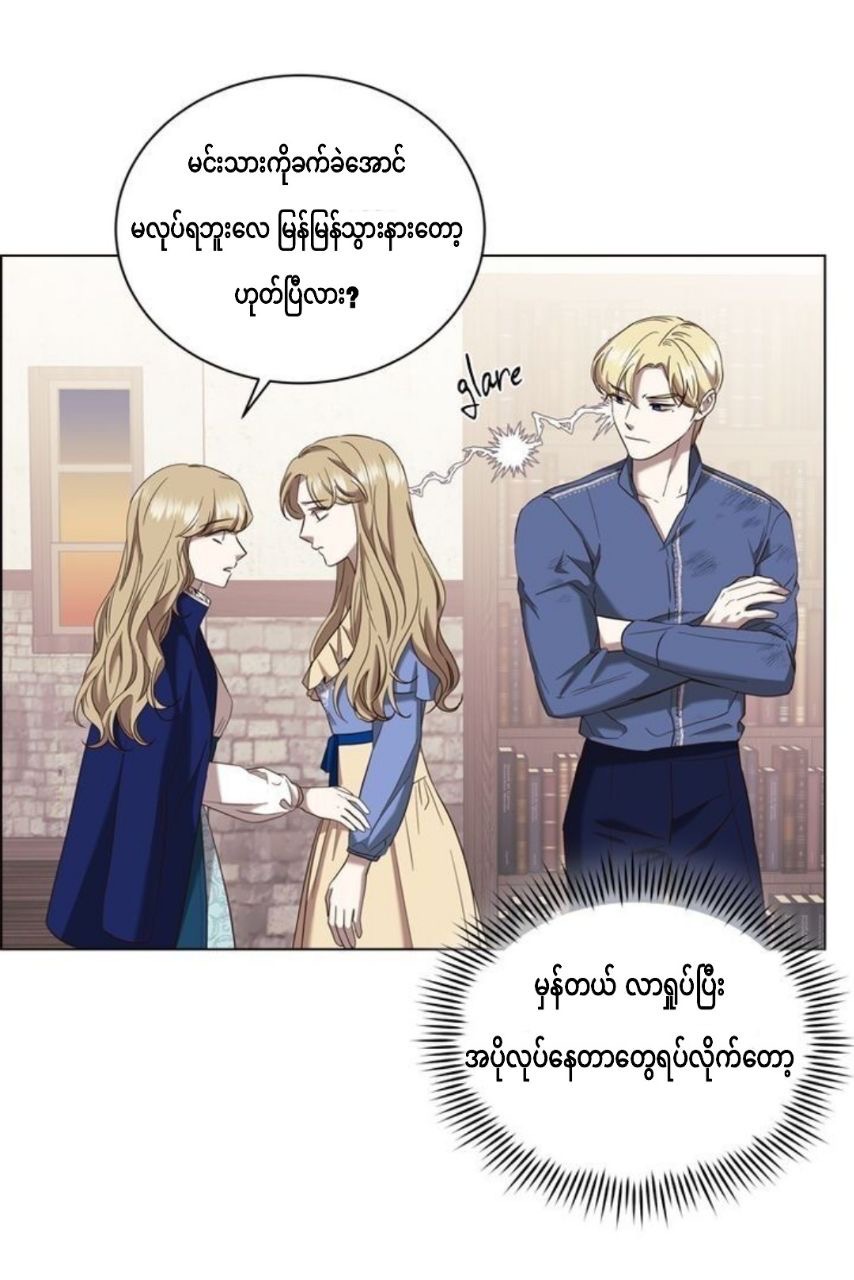 မင်းသားကိုခက်ခဲအောင်
မလုပ်ရဘူးလေ မြန်မြန်သွားနားတော့
ဟုတ်ပြီလား?
glare
မှန်တယ် လာရှုပ်ပြီး
အပိုလုပ်နေတာတွေရပ်လိုက်တော့